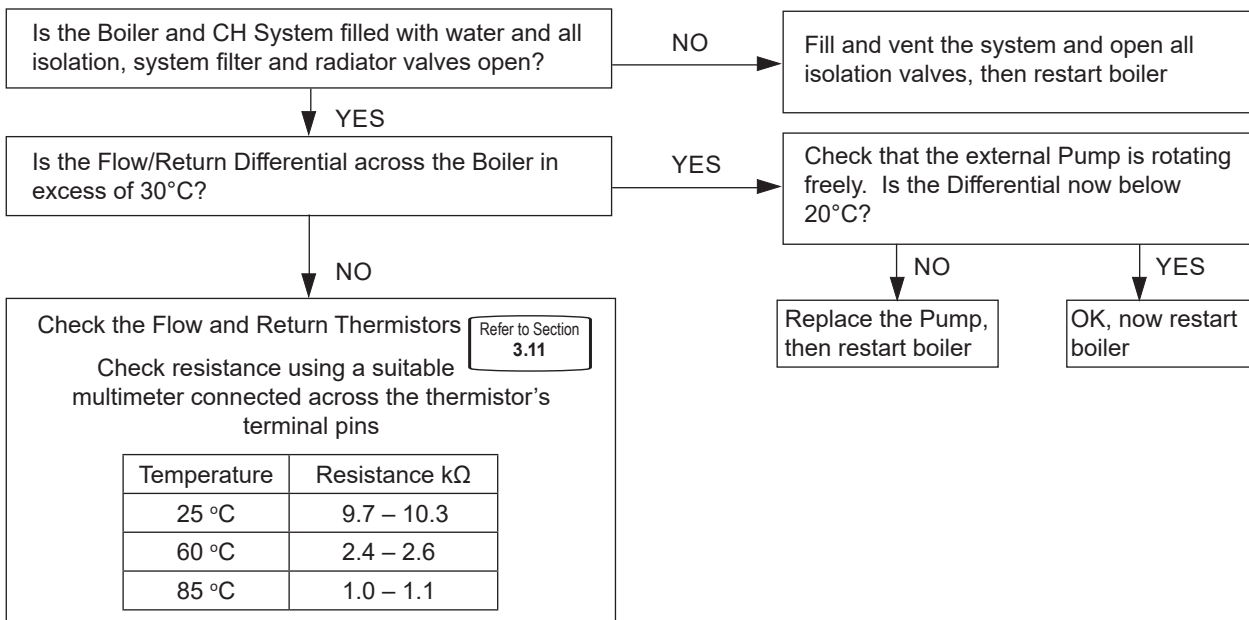 Is the Boiler and CH System filled with water and all
isolation, system filter and radiator valves open?
NO
Fill and vent the system and open all
isolation valves, then restart boiler
YES
Is the Flow/Return Differential across the Boiler in
excess of 30°C?
YES
Check that the external Pump is rotating
freely. Is the Differential now below
20°C?
NO
NO
YES
Replace the Pump,
then restart boiler
OK, now restart
boiler
Check the Flow and Return Thermistors
Refer to Section
3.11
Check resistance using a suitable
multimeter connected across the thermistor's
terminal pins
Temperature Resistance kΩ
25 °C 9.7 – 10.3
60 °C 2.4 – 2.6
85 °C 1.0 – 1.1